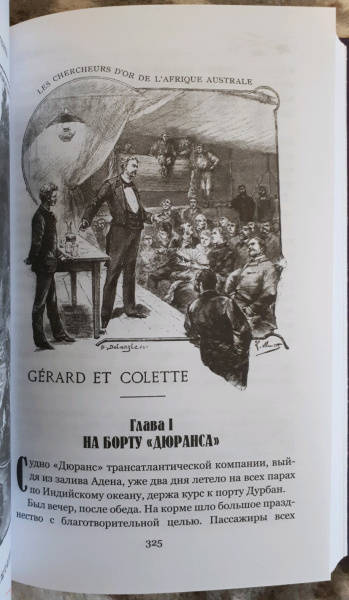 LES CHERCHEURS D'OR DE L'AFRIQUE AUSTRALE
GÉRARD ET COLETTE
Глава I
НА БОРТУ «ДЮРАНСА»
Судно «Дюранс» трансатлантической компании, вый-
дя из залива Адена, уже два дня летело на всех парах
по Индийскому океану, держа курс к порту Дурбан.
Был вечер, после обеда. На корме шло большое празд-
нество с благотворительной целью. Пассажиры всех
325